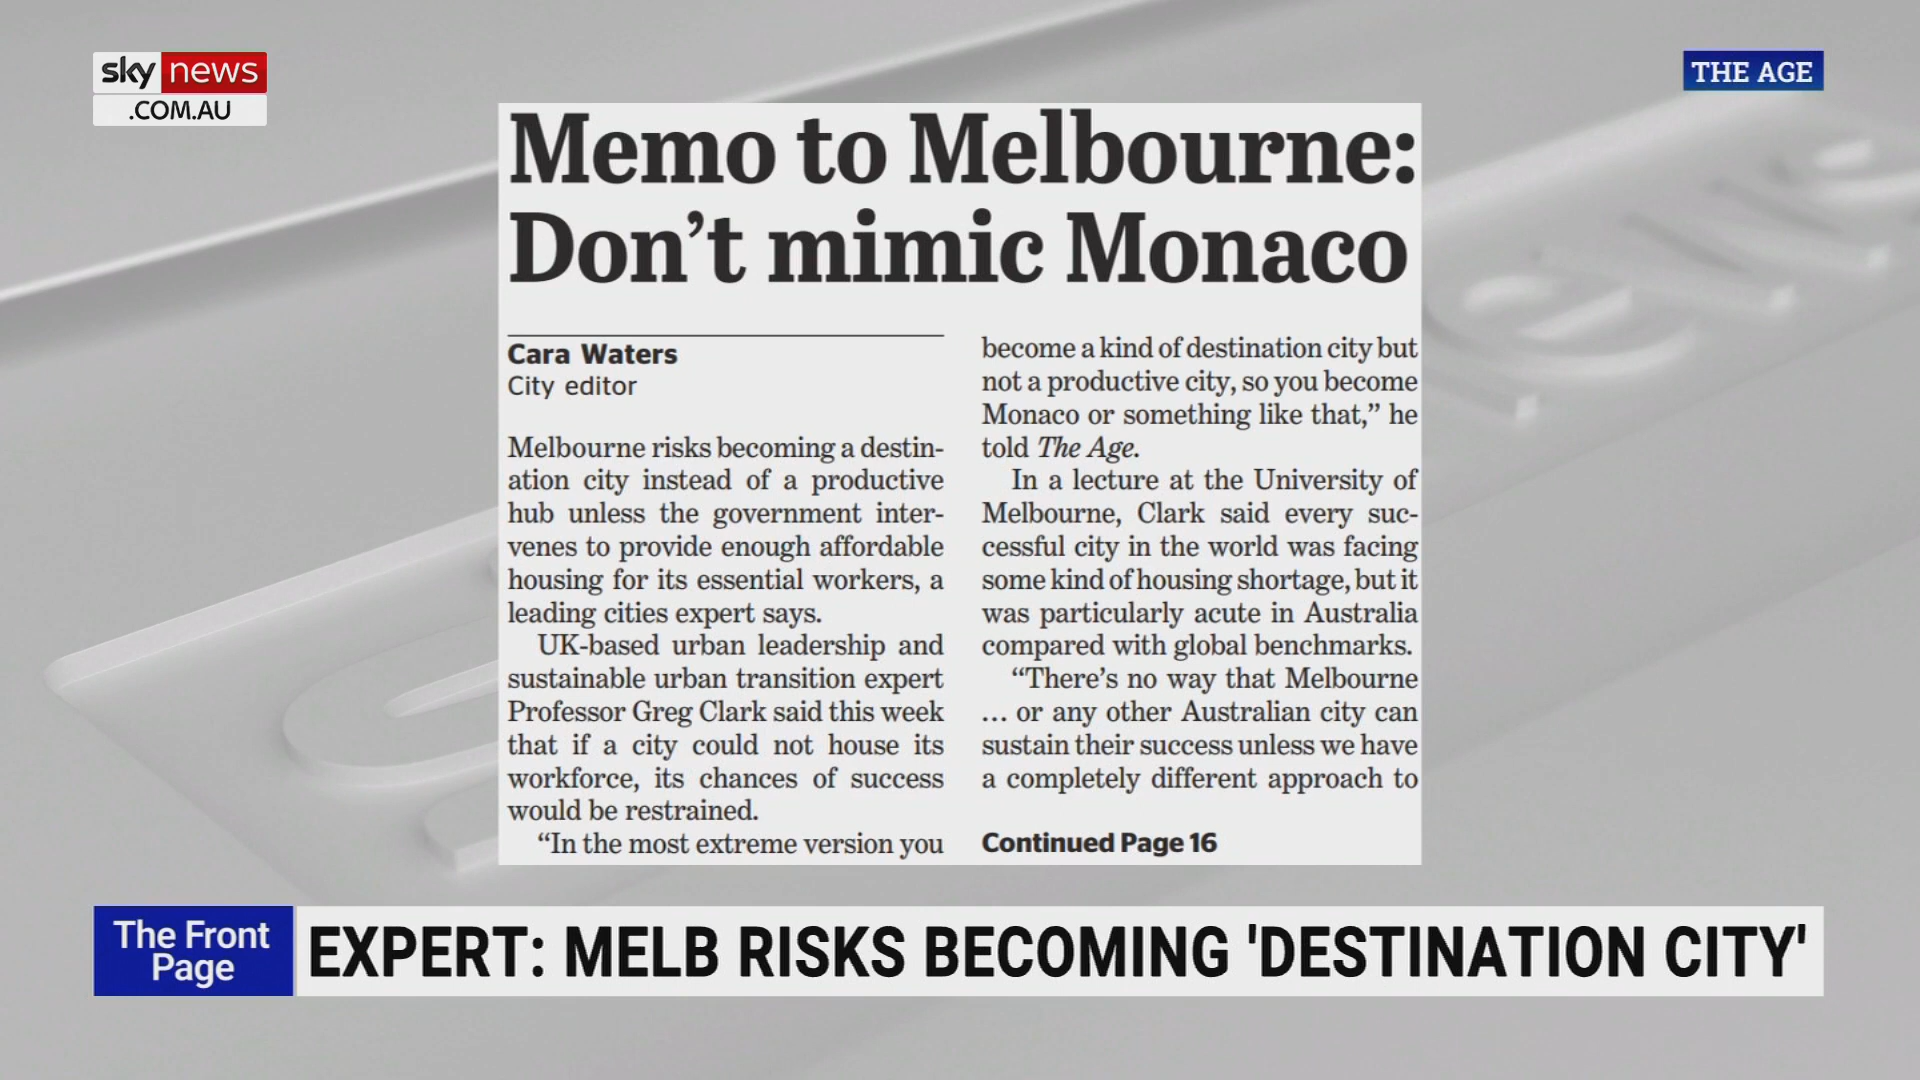 sky news
.COM.AU
THE AGE
Memo to Melbourne:
Don’t mimic Monaco
Cara Waters
City editor
Melbourne risks becoming a destin-
ation city instead of a productive
hub unless the government inter-
venes to provide enough affordable
housing for its essential workers, a
leading cities expert says.
UK-based urban leadership and
sustainable urban transition expert
Professor Greg Clark said this week
that if a city could not house its
workforce, its chances of success
would be restrained.
“In the most extreme version you
become a kind of destination city but
not a productive city, so you become
Monaco or something like that,” he
told The Age.
In a lecture at the University of
Melbourne, Clark said every suc-
cessful city in the world was facing
some kind of housing shortage, but it
was particularly acute in Australia
compared with global benchmarks.
“There’s no way that Melbourne
… or any other Australian city can
sustain their success unless we have
a completely different approach to
Continued Page 16
The Front
Page
EXPERT: MELB RISKS BECOMING 'DESTINATION CITY'